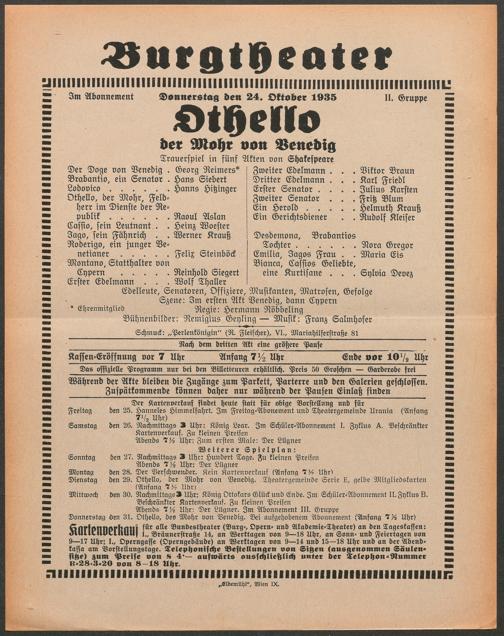 Burgtheater
Im Abonnement Donnerstag den 24. Oktober 1935 II. Gruppe
Othello
der Mohr von Venedig
Trauerspiel in fünf Akten von Shakespeare
Der Doge von Venedig . Georg Reimers*
Brabantio, ein Senator . Hans Siebert
Lodovico . . . . . . Hanns Hitzinger
Othello, der Mohr, Feld-
herr im Dienste der Re-
publik . . . . . . Raoul Aslan
Cassio, sein Leutnant . . Heinz Woester
Jago, sein Fähnrich . . Werner Krauß
Roderigo, ein junger Ve-
netianer . . . . . Felix Steinböck
Montano, Statthalter von
Cypern . . . . . Reinhold Siegert
Erster Edelmann . . . Wolf Thaller
Zweiter Edelmann . . . Viktor Braun
Dritter Edelmann . . . Karl Friedl
Erster Senator . . . . Julius Karsten
Zweiter Senator . . . Fritz Blum
Ein Herold . . . . . Helmuth Krauß
Ein Gerichtsdiener . . Rudolf Kleiser
Desdemona, Brabantios
Tochter . . . . . . Nora Gregor
Emilia, Jagos Frau . . Maria Eis
Bianca, Cassios Geliebte,
eine Kurtisane . . . Sylvia Devez
Edelleute, Senatoren, Offiziere, Musikanten, Matrosen, Gefolge
Szene: Im ersten Akt Venedig, dann Cypern
* Ehrenmitglied Regie: Hermann Röbbeling
Bühnenbilder: Remigius Geyling — Musik: Franz Salmhofer
Schmuck: „Perlenkönigin" (R. Fleischer), VI., Mariahilferstraße 81
Nach dem dritten Akt eine größere Pause
Kassen-Eröffnung vor 7 Uhr Anfang 7½ Uhr Ende vor 10½ Uhr
Das offizielle Programm nur bei den Billetteuren erhältlich. Preis 50 Groschen — Garderobe frei
Während der Akte bleiben die Zugänge zum Parkett, Parterre und den Galerien geschlossen.
Zuspätkommende können daher nur während der Pausen Einlaß finden
Der Kartenverkauf findet heute statt für obige Vorstellung und für
Freitag den 25. Hanneles Himmelfahrt. Im Freitag-Abonnement und Theatergemeinde Urania (Anfang
7½ Uhr)
Samstag den 26. Nachmittags 3 Uhr: König Lear. Im Schüler-Abonnement I. Zyklus A. Beschränkter
Kartenverkauf. Zu kleinen Preisen
Abends 7½ Uhr: Zum ersten Male: Der Lügner
Weiterer Spielplan:
Sonntag den 27. Nachmittags 3 Uhr: Hundert Tage. Zu kleinen Preisen
Abends 7½ Uhr: Der Lügner
Montag den 28. Der Verschwender. Kein Kartenverkauf (Anfang 7½ Uhr)
Dienstag den 29. Othello, der Mohr von Venedig. Theatergemeinde Serie E, gelbe Mitgliedskarten
(Anfang 7½ Uhr)
Mittwoch den 30. Nachmittags 3 Uhr: König Ottokars Glück und Ende. Im Schüler-Abonnement II. Zyklus B.
Beschränkter Kartenverkauf. Zu kleinen Preisen
Abends 7½ Uhr: Der Lügner. Im Abonnement III. Gruppe
Donnerstag den 31. Othello, der Mohr von Venedig. Bei aufgehobenem Abonnement (Anfang 7½ Uhr)
Kartenverkauf für alle Bundestheater (Burg-, Opern- und Akademie-Theater) an den Tageskassen:
I., Bräunerstraße 14, an Werktagen von 9—18 Uhr, an Sonn- und Feiertagen von
9—17 Uhr; I., Operngasse (Operngebäude) an Werktagen von 9—14 und 15—18 Uhr und an der Abend-
kassa am Vorstellungstage. Telephonische Bestellungen von Sitzen (ausgenommen Säulen-
sitze) zum Preise von S 4·— aufwärts ausschließlich unter der Telephon-Nummer
R-28-3-20 von 8—18 Uhr.
„Elbemühl", Wien IX.